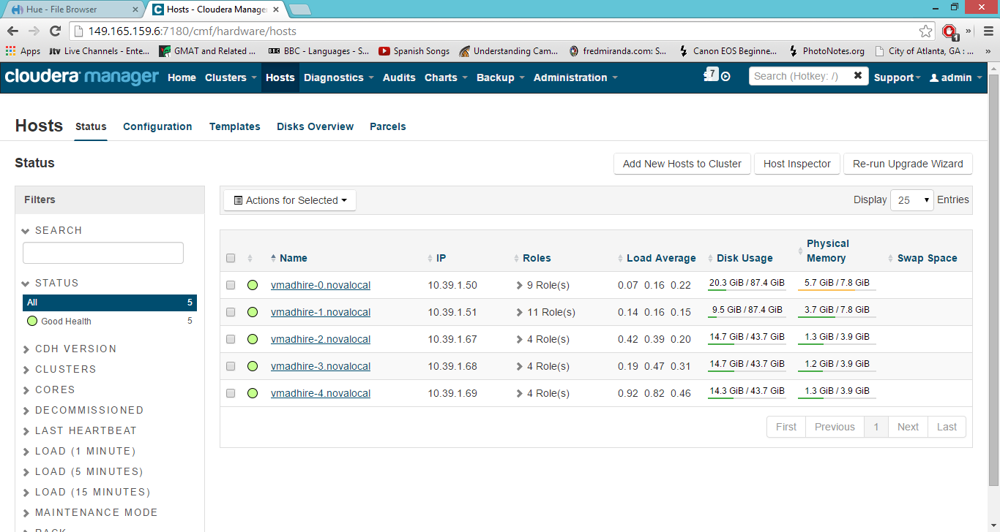 Hue - File Browser
Hosts - Cloudera Manage
149.165.159.6:7180/cmf/hardware/hosts
1
»
Apps
Jtv Live Channels - Ente...
GMAT and Related ...
BBC BBC - Languages - S...
Spanish Songs
Understanding Cam...
fredmiranda.com: S...
Canon EOS Beginne...
PhotoNotes.org
City of Atlanta, GA : ...
»
cloudera manager Home Clusters Hosts Diagnostics Audits Charts Backup Administration 7 Search (Hotkey: /) Support admin
Hosts Status Configuration Templates Disks Overview Parcels
Status
Add New Hosts to Cluster Host Inspector Re-run Upgrade Wizard
Filters
SEARCH
STATUS
All 5
Good Health 5
CDH VERSION
CLUSTERS
CORES
DECOMMISSIONED
LAST HEARTBEAT
LOAD (1 MINUTE)
LOAD (5 MINUTES)
LOAD (15 MINUTES)
MAINTENANCE MODE
RACK
Actions for Selected Display 25 Entries
Name IP Roles Load Average Disk Usage Physical Memory Swap Space
vmadhire-0.novalocal 10.39.1.50 9 Role(s) 0.07 0.16 0.22 20.3 GiB / 87.4 GiB 5.7 GiB / 7.8 GiB
vmadhire-1.novalocal 10.39.1.51 11 Role(s) 0.14 0.16 0.15 9.5 GiB / 87.4 GiB 3.7 GiB / 7.8 GiB
vmadhire-2.novalocal 10.39.1.67 4 Role(s) 0.42 0.39 0.20 14.7 GiB / 43.7 GiB 1.3 GiB / 3.9 GiB
vmadhire-3.novalocal 10.39.1.68 4 Role(s) 0.19 0.47 0.31 14.7 GiB / 43.7 GiB 1.2 GiB / 3.9 GiB
vmadhire-4.novalocal 10.39.1.69 4 Role(s) 0.92 0.82 0.46 14.3 GiB / 43.7 GiB 1.3 GiB / 3.9 GiB
First Previous 1 Next Last